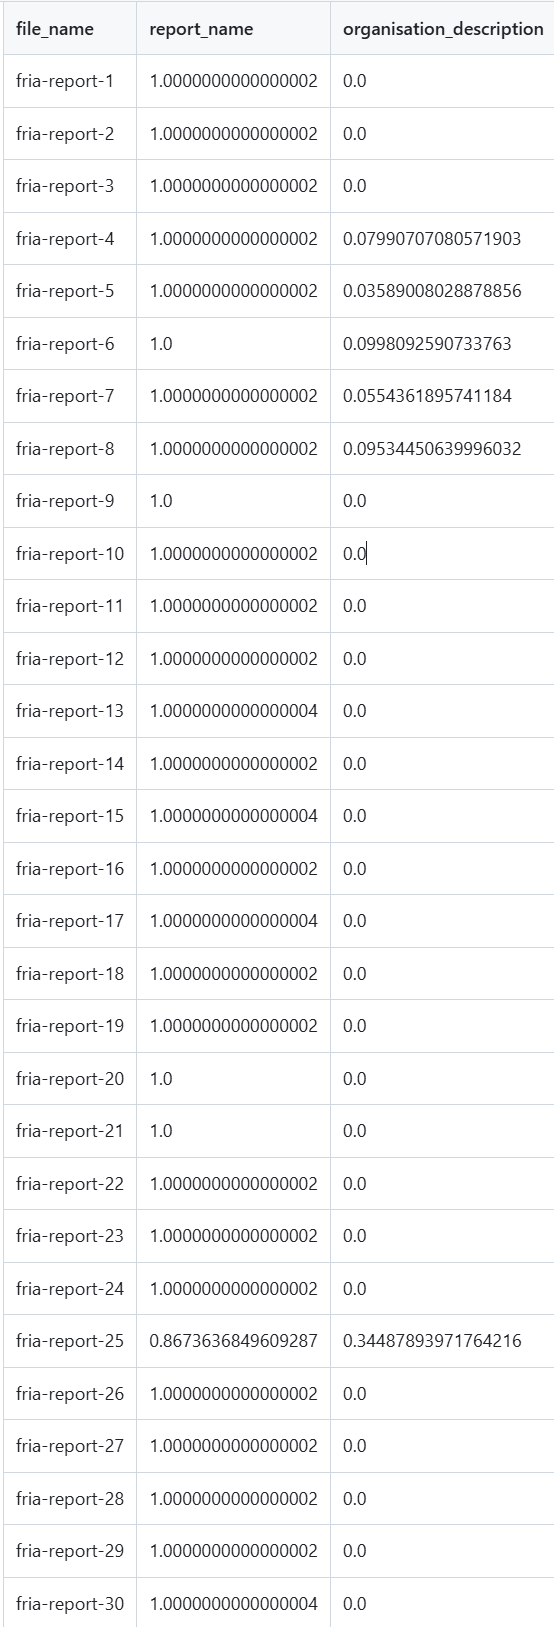 file_name report_name organisation_description
fria-report-1 1.0000000000000002 0.0
fria-report-2 1.0000000000000002 0.0
fria-report-3 1.0000000000000002 0.0
fria-report-4 1.0000000000000002 0.07990707080571903
fria-report-5 1.0000000000000002 0.03589008028878856
fria-report-6 1.0 0.0998092590733763
fria-report-7 1.0000000000000002 0.0554361895741184
fria-report-8 1.0000000000000002 0.09534450639996032
fria-report-9 1.0 0.0
fria-report-10 1.0000000000000002 0.0
fria-report-11 1.0000000000000002 0.0
fria-report-12 1.0000000000000002 0.0
fria-report-13 1.0000000000000004 0.0
fria-report-14 1.0000000000000002 0.0
fria-report-15 1.0000000000000004 0.0
fria-report-16 1.0000000000000002 0.0
fria-report-17 1.0000000000000004 0.0
fria-report-18 1.0000000000000002 0.0
fria-report-19 1.0000000000000002 0.0
fria-report-20 1.0 0.0
fria-report-21 1.0 0.0
fria-report-22 1.0000000000000002 0.0
fria-report-23 1.0000000000000002 0.0
fria-report-24 1.0000000000000002 0.0
fria-report-25 0.8673636849609287 0.34487893971764216
fria-report-26 1.0000000000000002 0.0
fria-report-27 1.0000000000000002 0.0
fria-report-28 1.0000000000000002 0.0
fria-report-29 1.0000000000000002 0.0
fria-report-30 1.0000000000000004 0.0